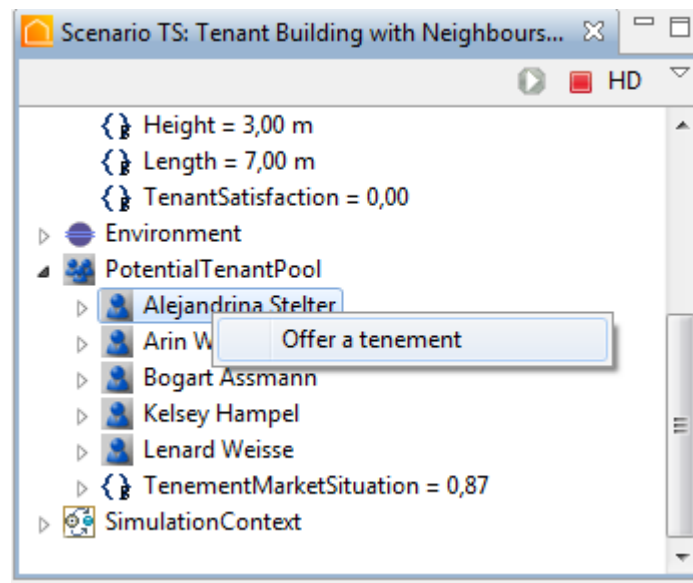 Scenario TS: Tenant Building with Neighbours...
HD
Height = 3,00 m
Length = 7,00 m
TenantSatisfaction = 0,00
Environment
PotentialTenantPool
Alejandrina Stelter
Arin W
Offer a tenement
Bogart Assmann
Kelsey Hampel
Lenard Weisse
TenementMarketSituation = 0,87
SimulationContext